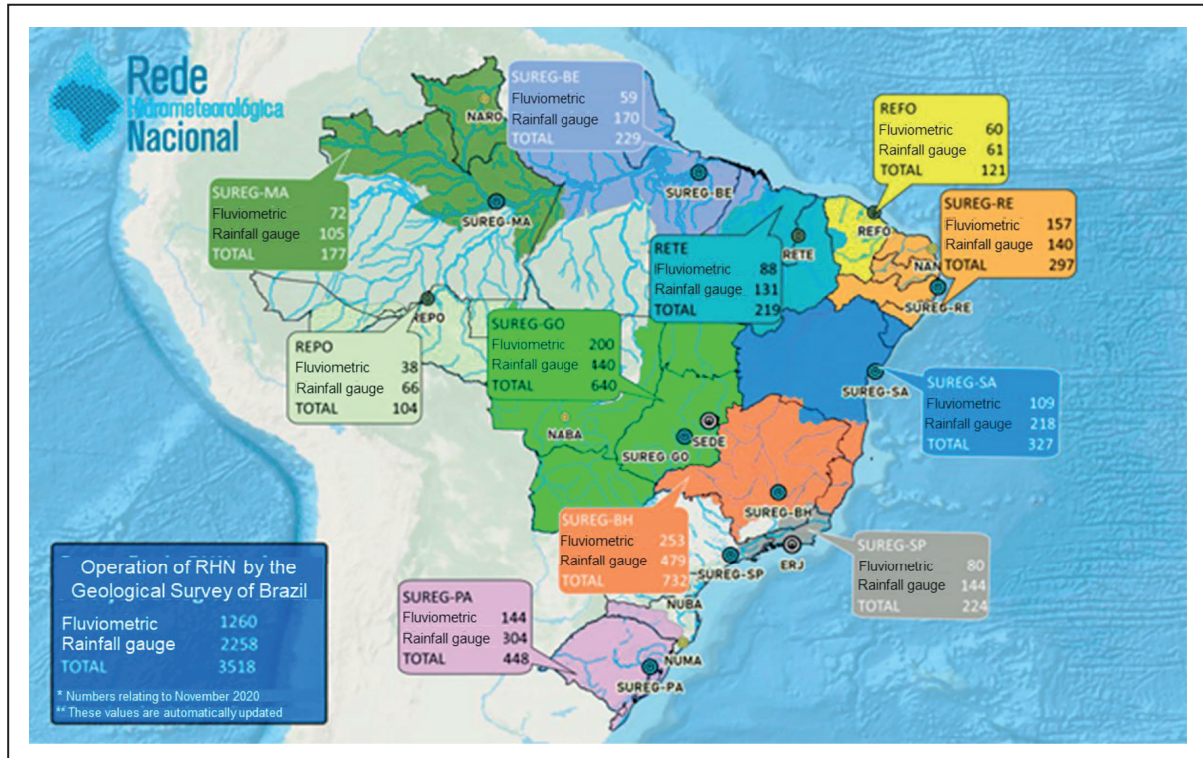 Rede
Hidrometeorológica
Nacional
SUREG-BE
Fluviometric 59
Rainfall gauge 170
TOTAL 229
REFO
Fluviometric 60
Rainfall gauge 61
TOTAL 121
NARO
SUREG-MA
Fluviometric 72
Rainfall gauge 105
TOTAL 177
SUREG-MA
SUREG-BE
RETE
Fluviometric 88
Rainfall gauge 131
TOTAL 219
RETE
REFO
SUREG-RE
Fluviometric 157
Rainfall gauge 140
TOTAL 297
NAN
SUREG-RE
REPO
REPO
Fluviometric 38
Rainfall gauge 66
TOTAL 104
SUREG-GO
Fluviometric 200
Rainfall gauge 440
TOTAL 640
SUREG-SA
SUREG-SA
Fluviometric 109
Rainfall gauge 218
TOTAL 327
NABA
SEDE
SUREG-GO
SUREG-BH
SUREG-BH
Fluviometric 253
Rainfall gauge 479
TOTAL 732
SUREG-SP
ERJ
SUREG-SP
Fluviometric 80
Rainfall gauge 144
TOTAL 224
NUBA
SUREG-PA
Fluviometric 144
Rainfall gauge 304
TOTAL 448
NUMA
SUREG-PA
Operation of RHN by the
Geological Survey of Brazil
Fluviometric 1260
Rainfall gauge 2258
TOTAL 3518
* Numbers relating to November 2020
** These values are automatically updated